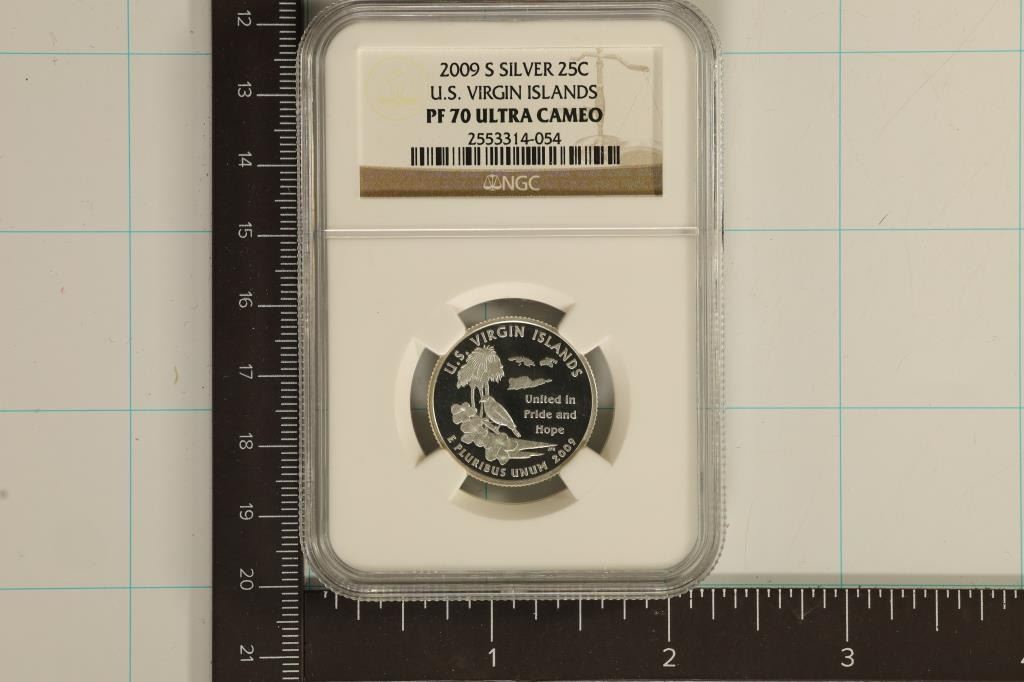 2009 S SILVER 25C
U.S. VIRGIN ISLANDS
PF 70 ULTRA CAMEO
2553314-054
NGC
U.S. VIRGIN ISLANDS
United in
Pride and
Hope
E PLURIBUS UNUM 2009
12
13
14
15
16
17
18
19
20
21
1
2
3
4